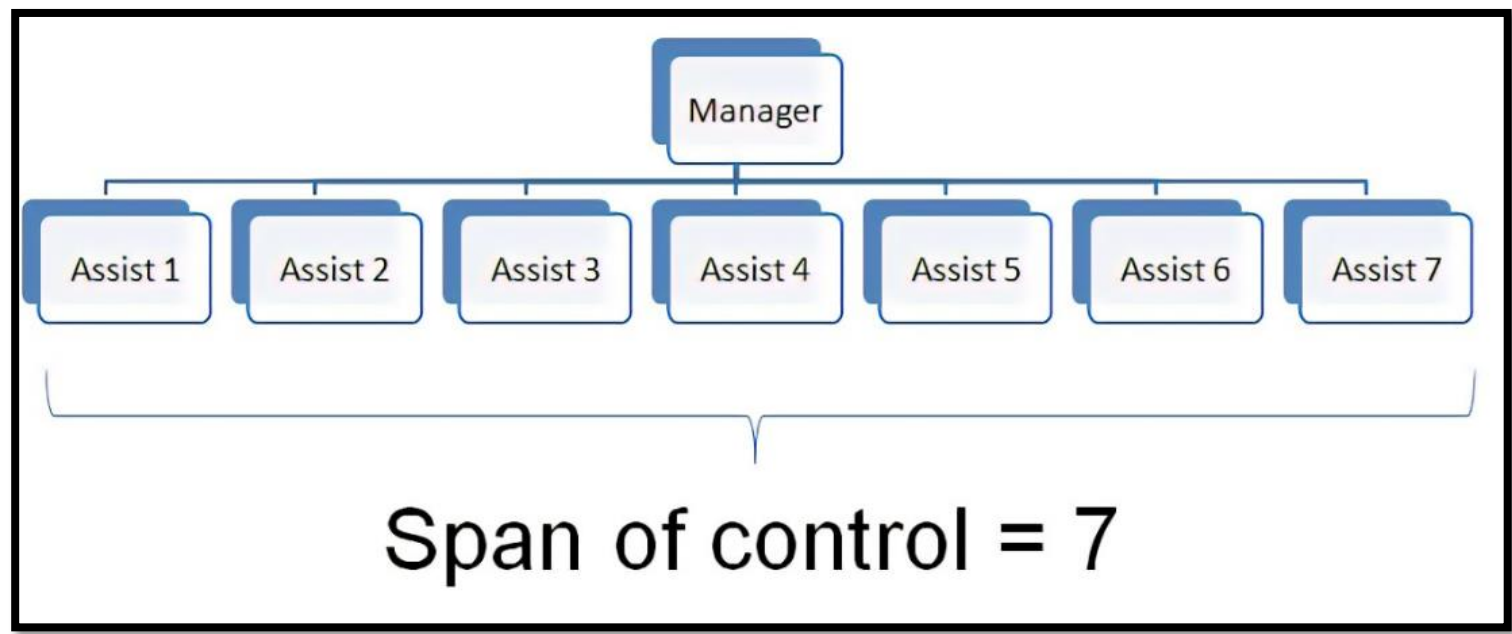 Manager
Assist 1
Assist 2
Assist 3
Assist 4
Assist 5
Assist 6
Assist 7
Span of control = 7